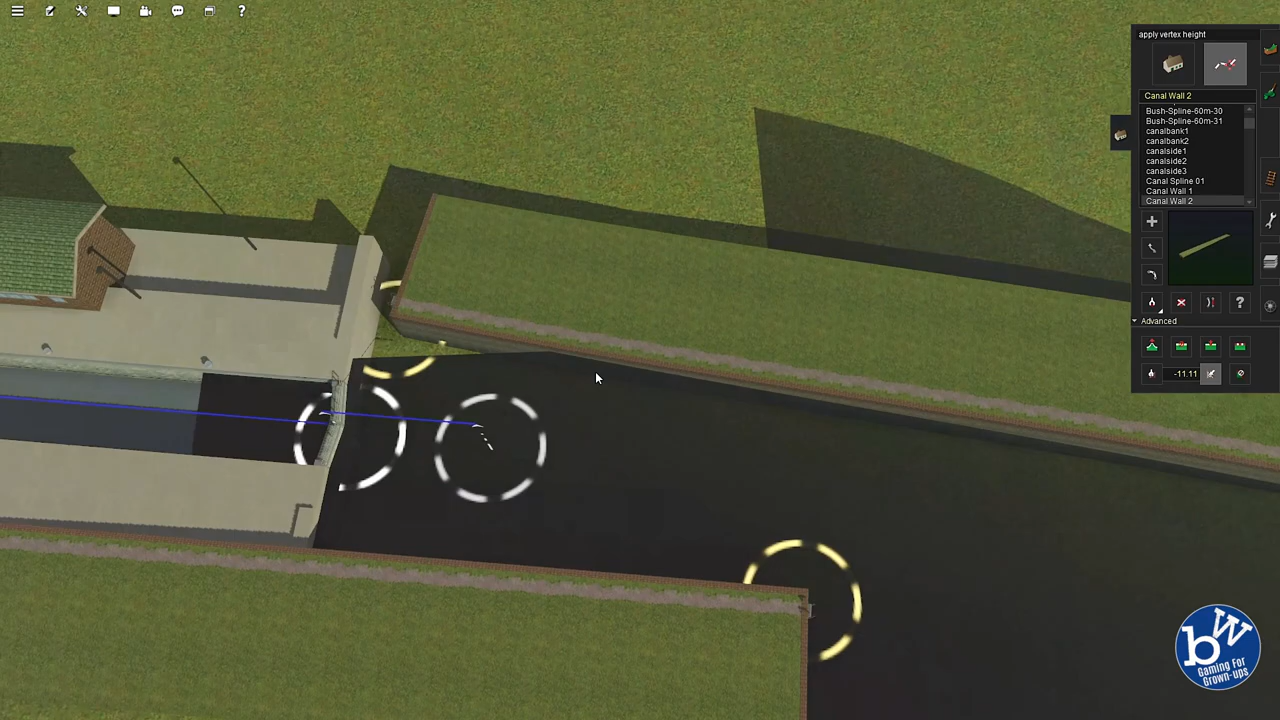 ?
apply vertex height
Canal Wall 2
Bush-Spline-60m-30
Bush-Spline-60m-31
canalbank1
canalbank2
canalside1
canalside2
canalside3
Canal Spline 01
Canal Wall 1
Canal Wall 2
?
Advanced
-11.11
bW
Gaming For
Grown-ups